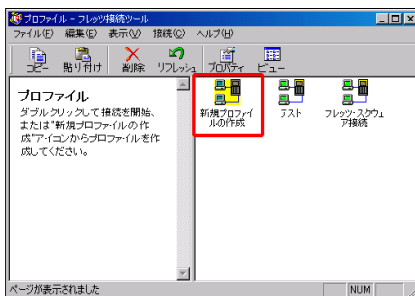 プロファイル - フレッツ接続ツール
ファイル(F) 編集(E) 表示(V) 接続(C) ヘルプ(H)
コピー 貼り付け 削除 リフレッシュ プロパティ ビュー
プロファイル
ダブルクリックして接続を開始、
または"新規プロファイルの作
成"アイコンからプロファイルを作
成してください。
新規プロファイ
ルの作成
テスト
フレッツ・スクウェ
ア接続
ページが表示されました
NUM